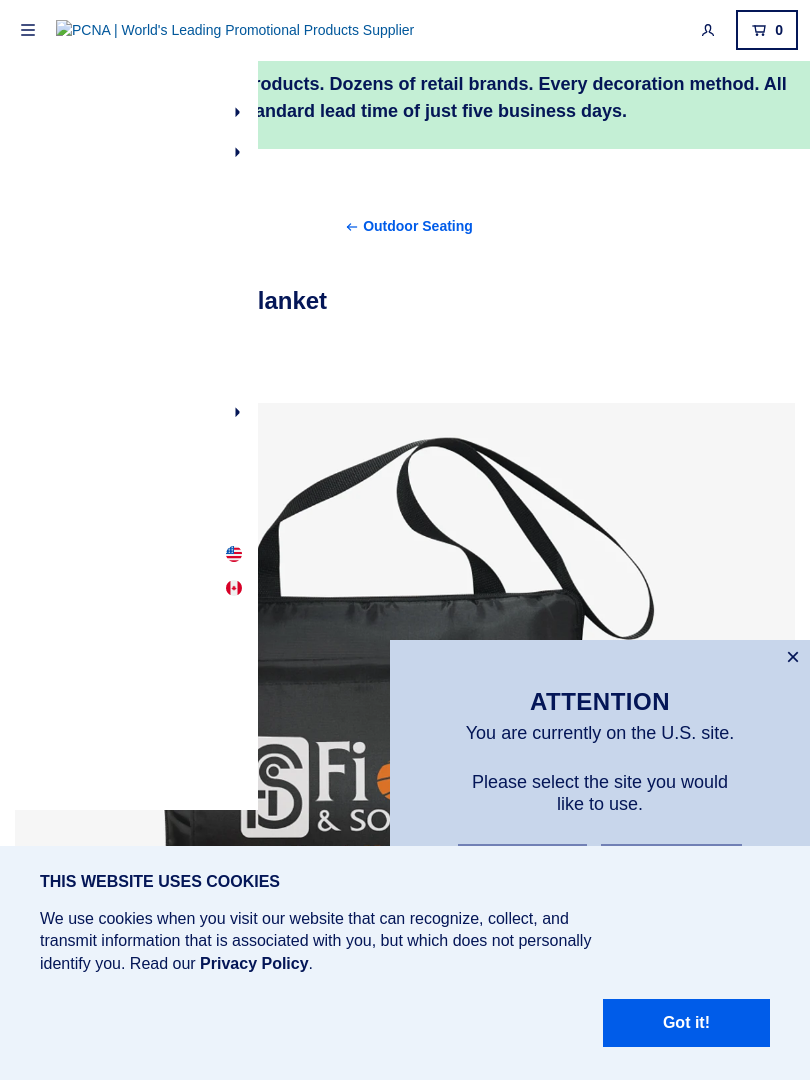 PCNA | World's Leading Promotional Products Supplier
0
roducts. Dozens of retail brands. Every decoration method. All
andard lead time of just five business days.
Outdoor Seating
lanket
S Fi
& SO
ATTENTION
You are currently on the U.S. site.
Please select the site you would
like to use.
THIS WEBSITE USES COOKIES
We use cookies when you visit our website that can recognize, collect, and
transmit information that is associated with you, but which does not personally
identify you. Read our Privacy Policy.
Got it!